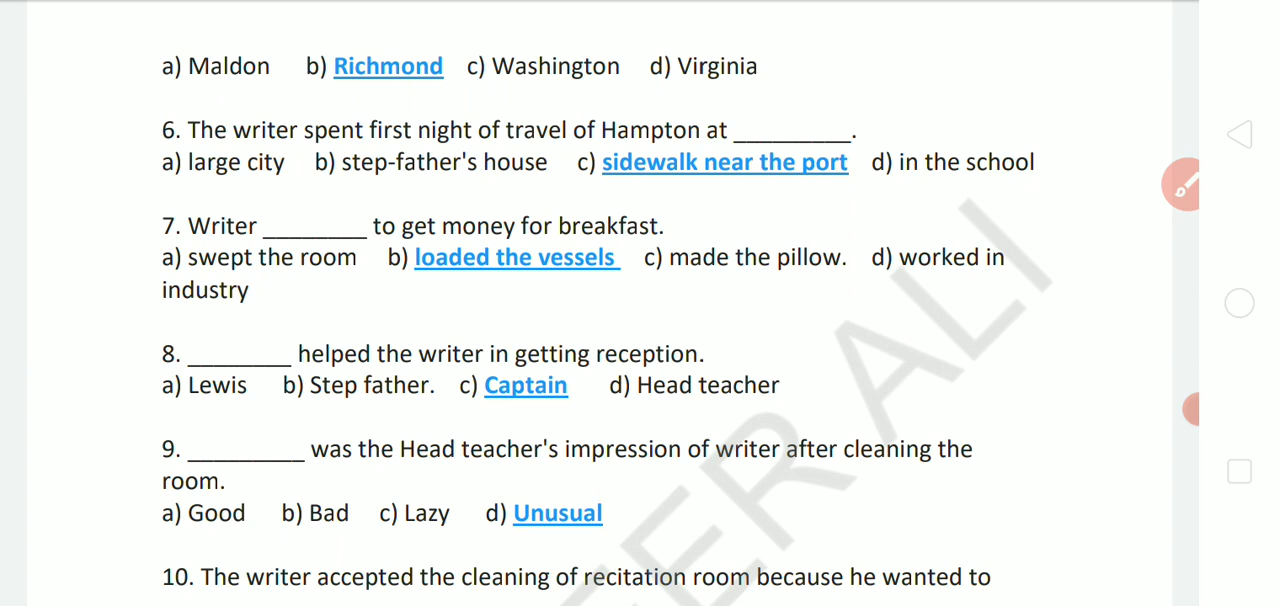 a) Maldon b) Richmond c) Washington d) Virginia
6. The writer spent first night of travel of Hampton at _________.
a) large city b) step-father's house c) sidewalk near the port d) in the school
7. Writer ________ to get money for breakfast.
a) swept the room b) loaded the vessels c) made the pillow. d) worked in
industry
8. ________ helped the writer in getting reception.
a) Lewis b) Step father. c) Captain d) Head teacher
9. _________ was the Head teacher's impression of writer after cleaning the
room.
a) Good b) Bad c) Lazy d) Unusual
10. The writer accepted the cleaning of recitation room because he wanted to
ALI